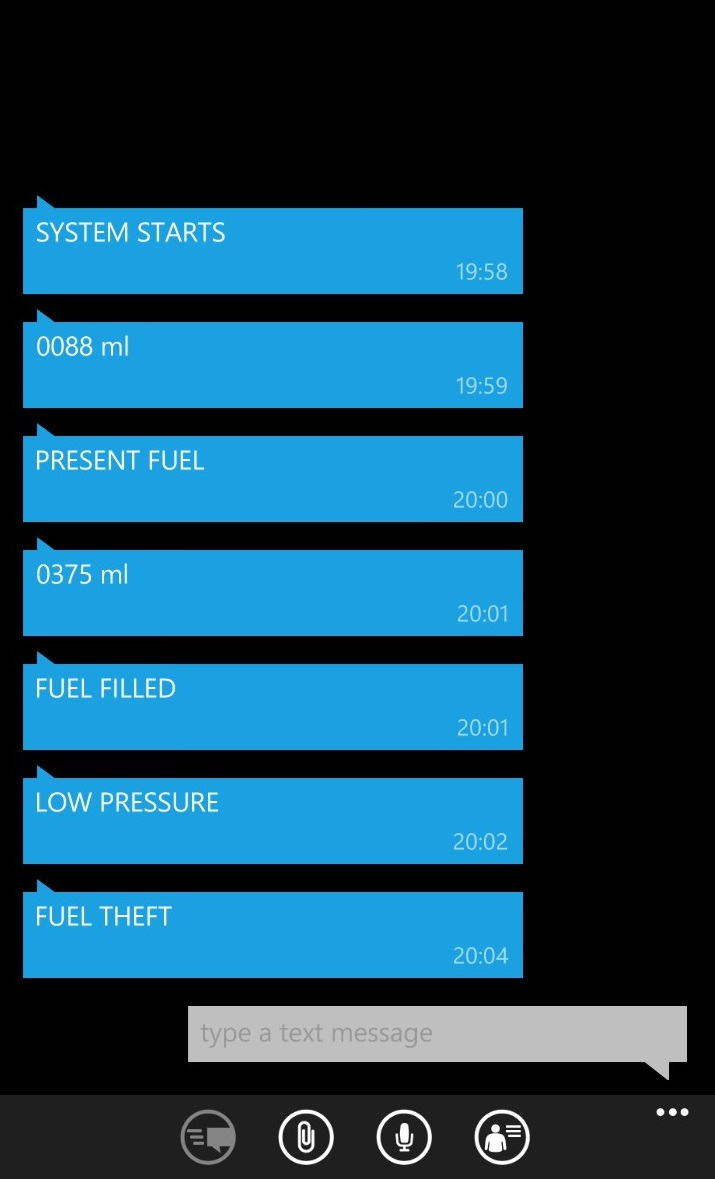 SYSTEM STARTS
19:58
0088 ml
19:59
PRESENT FUEL
20:00
0375 ml
20:01
FUEL FILLED
20:01
LOW PRESSURE
20:02
FUEL THEFT
20:04
type a text message